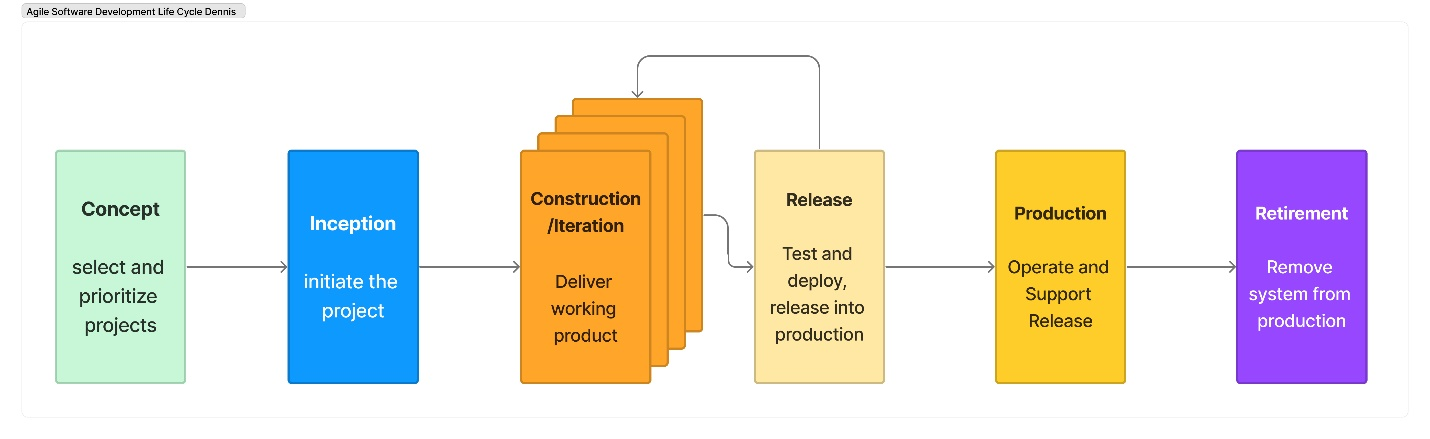 Agile Software Development Life Cycle Dennis
Concept
select and
prioritize
projects
Inception
initiate the
project
Construction
/Iteration
Deliver
working
product
Release
Test and
deploy,
release into
production
Production
Operate and
Support
Release
Retirement
Remove
system from
production